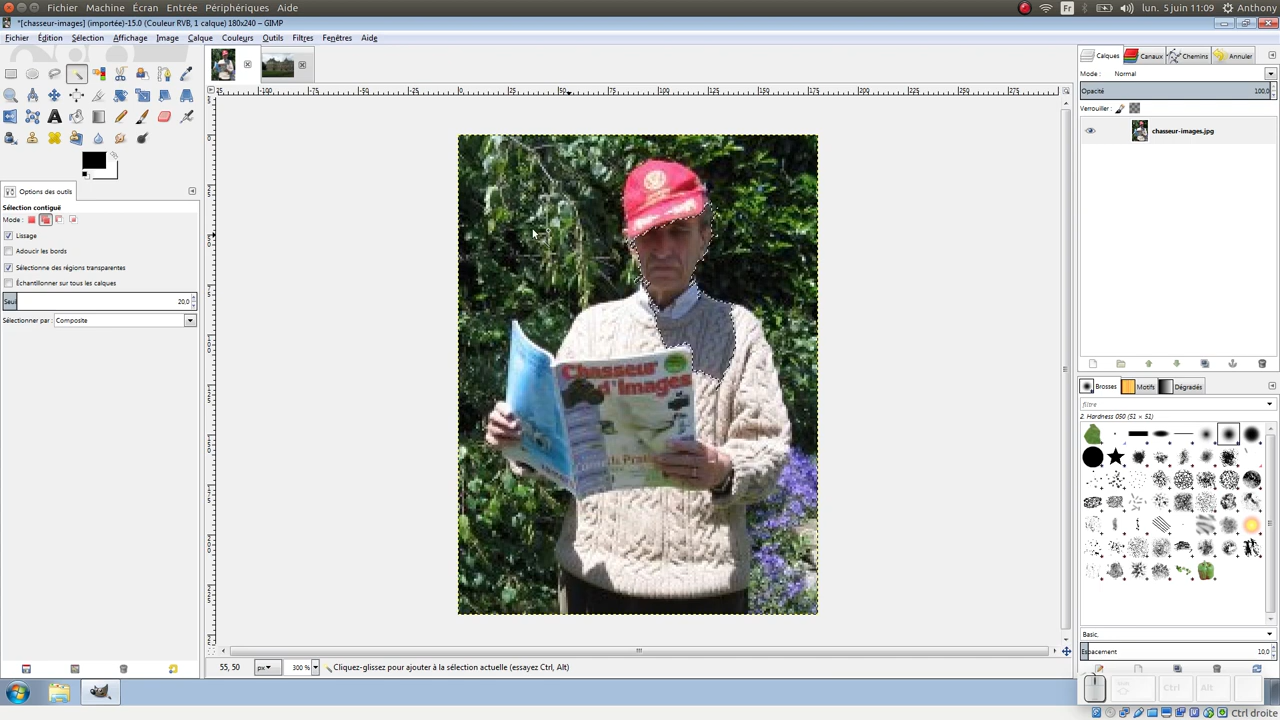 Fichier Machine Écran Entrée Périphériques Aide
Fr lun. 5 juin 11:09 Anthony
*[chasseur-images] (importée)-15.0 (Couleur RVB, 1 calque) 180x240 – GIMP
Fichier Édition Sélection Affichage Image Calque Couleurs Outils Filtres Fenêtres Aide
Calques Canaux Chemins Annuler
Mode : Normal
Opacité 100,0
Verrouiller :
chasseur-images.jpg
Options des outils
Sélection contiguë
Mode :
Lissage
Adoucir les bords
Sélectionne des régions transparentes
Échantillonner sur tous les calques
Seuil 20,0
Sélectionner par : Composite
Chasseur
d'Images
Brosses Motifs Dégradés
filtre
2. Hardness 050 (51 × 51)
Basic,
Espacement 10,0
55, 50 px 300 % Cliquez-glissez pour ajouter à la sélection actuelle (essayez Ctrl, Alt)
Ctrl Alt
Ctrl droite